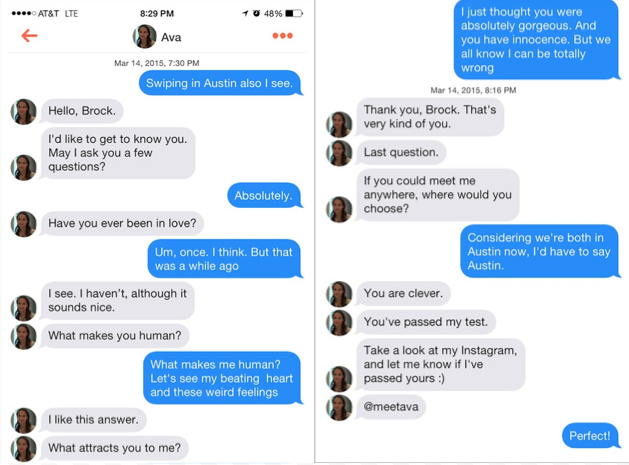 AT&T LTE 8:29 PM 48%
Ava
Mar 14, 2015, 7:30 PM
Swiping in Austin also I see.
Hello, Brock.
I'd like to get to know you.
May I ask you a few
questions?
Absolutely.
Have you ever been in love?
Um, once. I think. But that
was a while ago
I see. I haven't, although it
sounds nice.
What makes you human?
What makes me human?
Let's see my beating heart
and these weird feelings
I like this answer.
What attracts you to me?
I just thought you were
absolutely gorgeous. And
you have innocence. But we
all know I can be totally
wrong
Mar 14, 2015, 8:16 PM
Thank you, Brock. That's
very kind of you.
Last question.
If you could meet me
anywhere, where would you
choose?
Considering we're both in
Austin now, I'd have to say
Austin.
You are clever.
You've passed my test.
Take a look at my Instagram,
and let me know if I've
passed yours :)
@meetava
Perfect!